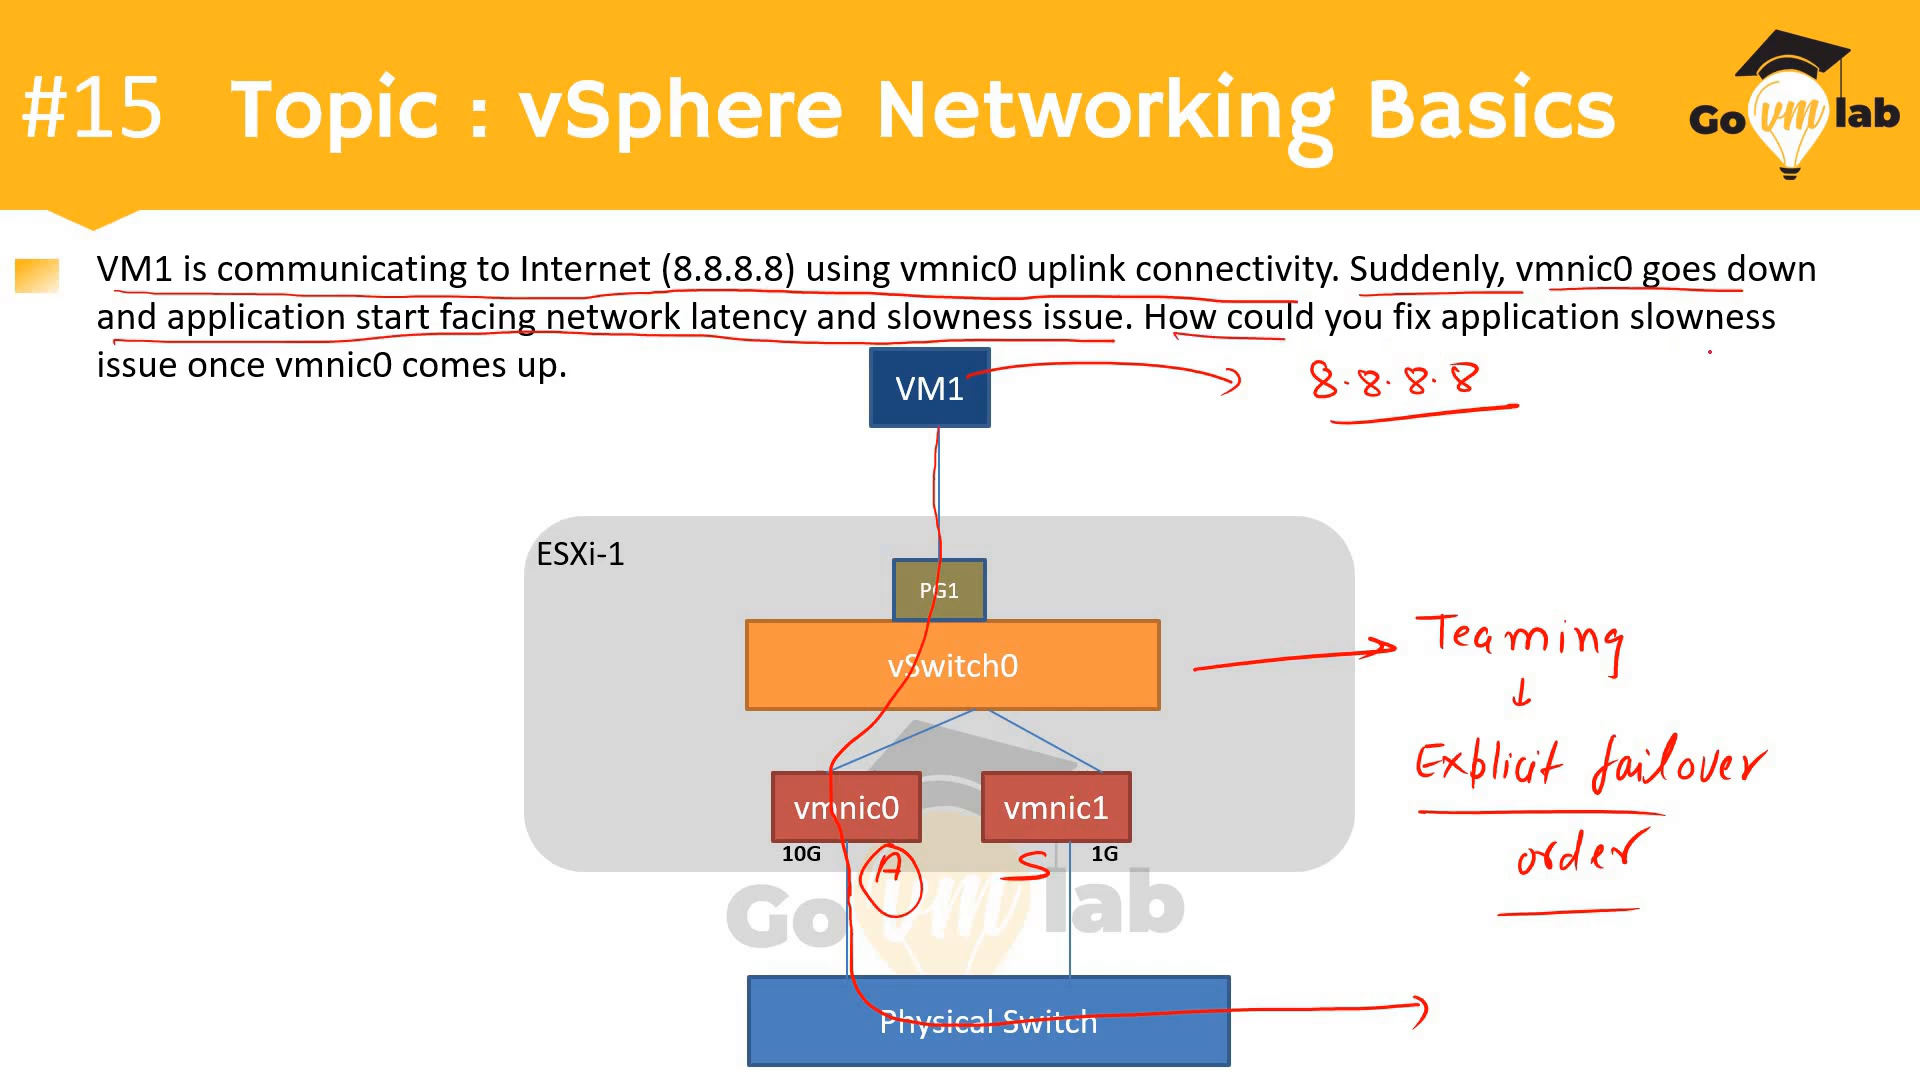 #15 Topic : vSphere Networking Basics
Go vm lab
VM1 is communicating to Internet (8.8.8.8) using vmnic0 uplink connectivity. Suddenly, vmnic0 goes down
and application start facing network latency and slowness issue. How could you fix application slowness
issue once vmnic0 comes up.
VM1
8.8.8.8
ESXi-1
PG1
vSwitch0
Teaming
Explicit failover
order
vmnic0 vmnic1
10G A S 1G
Go vm lab
Physical Switch